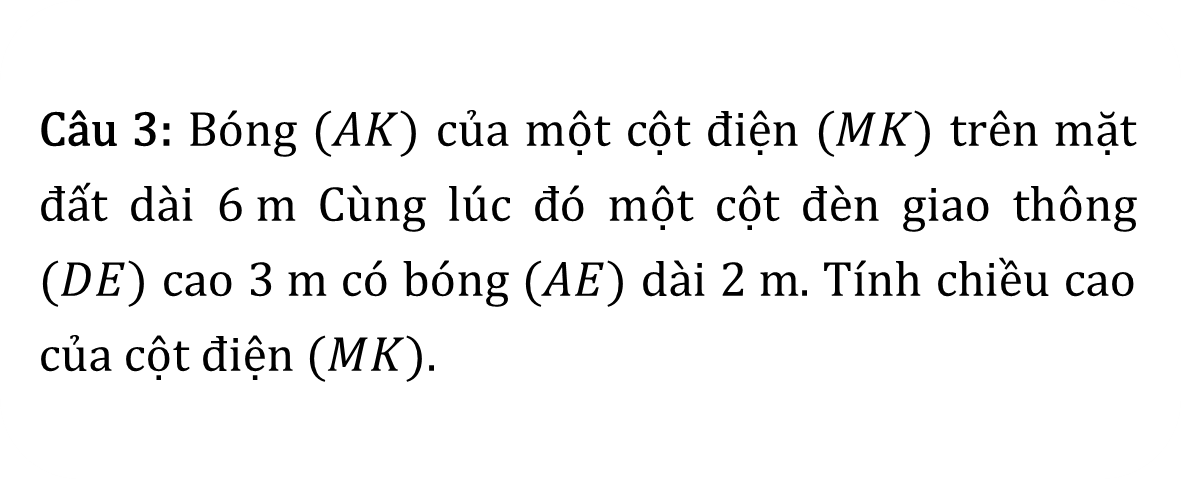 Câu 3: Bóng (AK) của một cột điện (MK) trên mặt
đất dài 6 m Cùng lúc đó một cột đèn giao thông
(DE) cao 3 m có bóng (AE) dài 2 m. Tính chiều cao
của cột điện (MK).